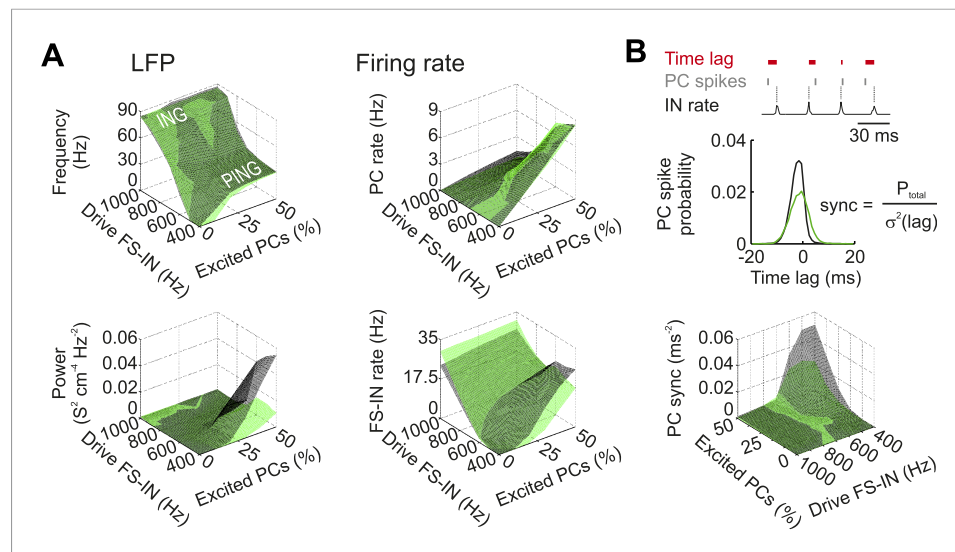 A
LFP
Firing rate
B
Time lag
PC spikes
IN rate
30 ms
Frequency
(Hz)
90
60
30
0
ING
PING
1000
800
600
400
Drive FS-IN (Hz)
0
25
50
Excited PCs (%)
PC rate (Hz)
9
6
3
0
1000
800
600
400
Drive FS-IN (Hz)
0
25
50
Excited PCs (%)
PC spike
probability
0.04
0.02
0
-20
0
20
Time lag (ms)
sync = P_total / σ²(lag)
Power
(S² cm⁻⁴ Hz⁻²)
0.06
0.04
0.02
0
1000
800
600
400
Drive FS-IN (Hz)
0
25
50
Excited PCs (%)
FS-IN rate (Hz)
35
17.5
0
1000
800
600
400
Drive FS-IN (Hz)
0
25
50
Excited PCs (%)
PC sync (ms⁻²)
0.06
0.04
0.02
0
50
25
0
Excited PCs (%)
1000
800
600
400
Drive FS-IN (Hz)